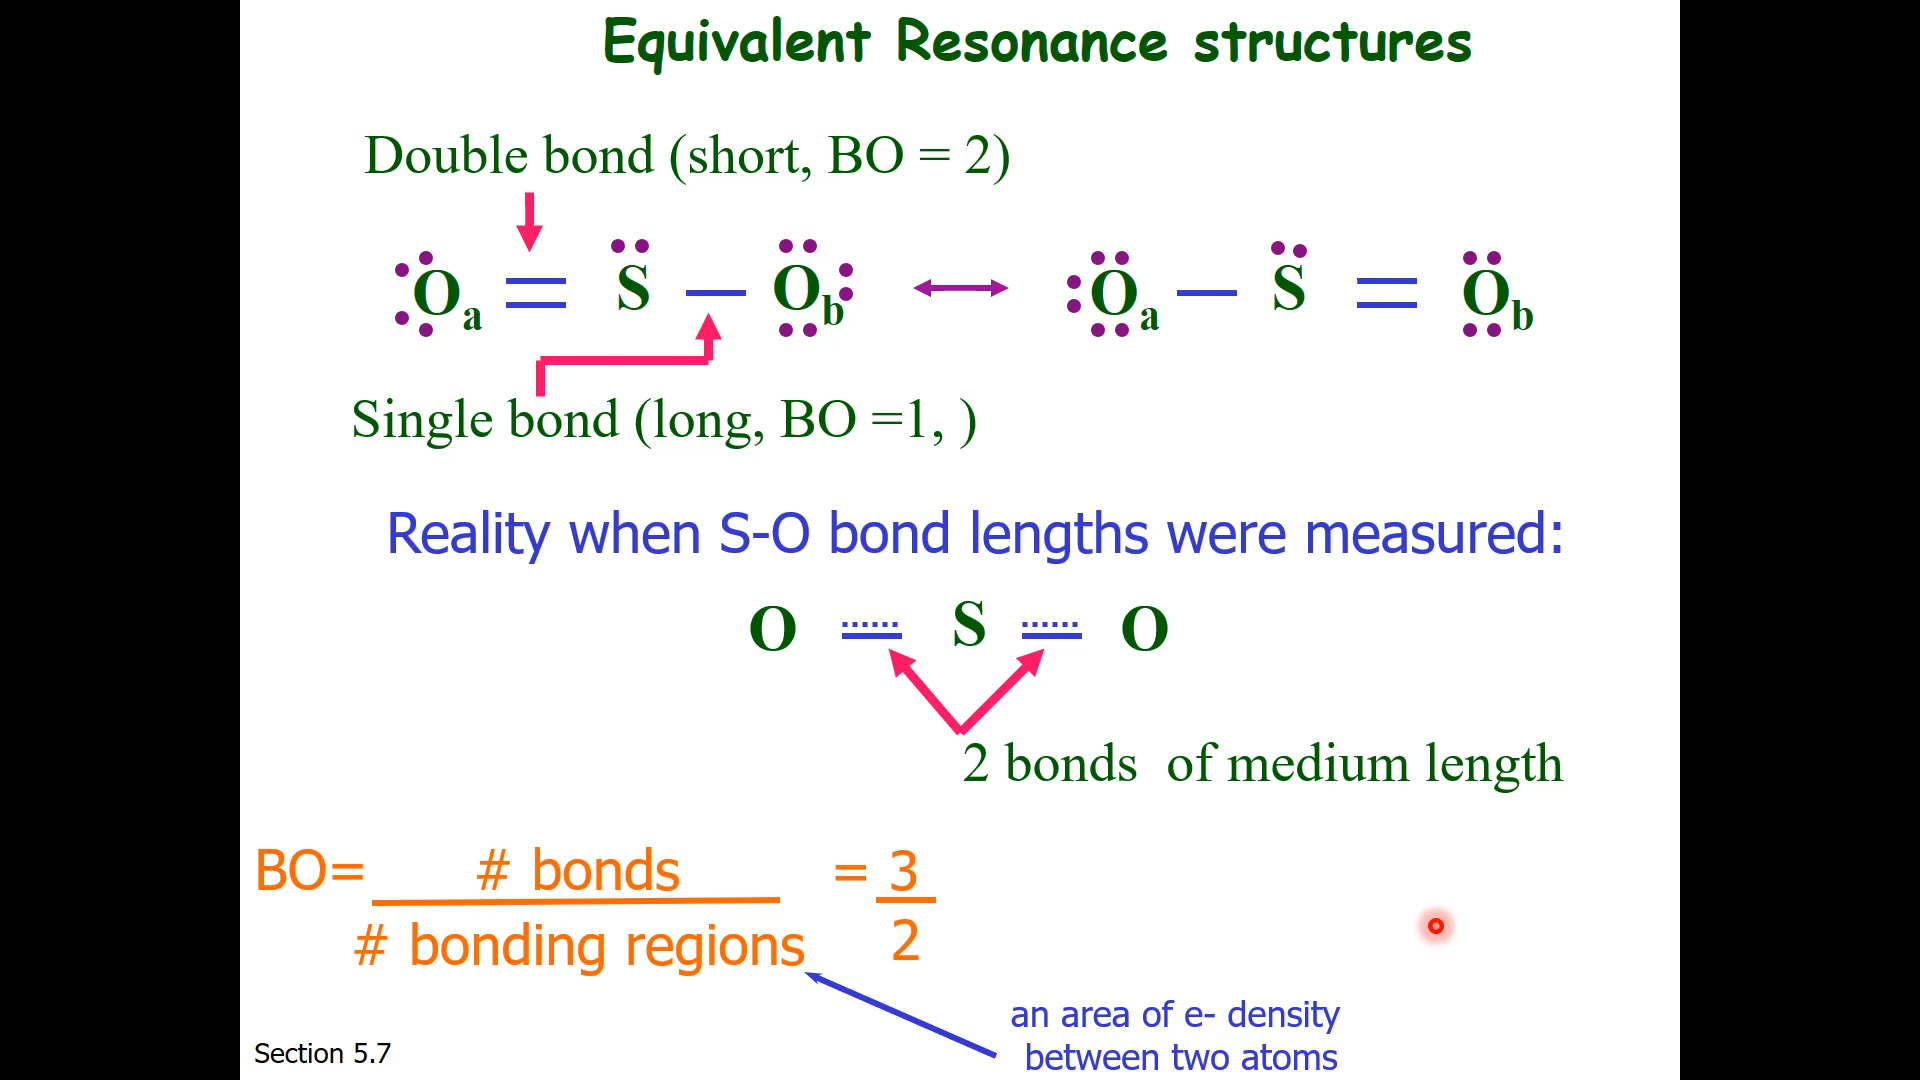 Equivalent Resonance structures
Double bond (short, BO = 2)
Oa S Ob Oa S Ob
Single bond (long, BO =1, )
Reality when S-O bond lengths were measured:
O S O
2 bonds of medium length
BO= # bonds = 3
# bonding regions 2
an area of e- density
between two atoms
Section 5.7